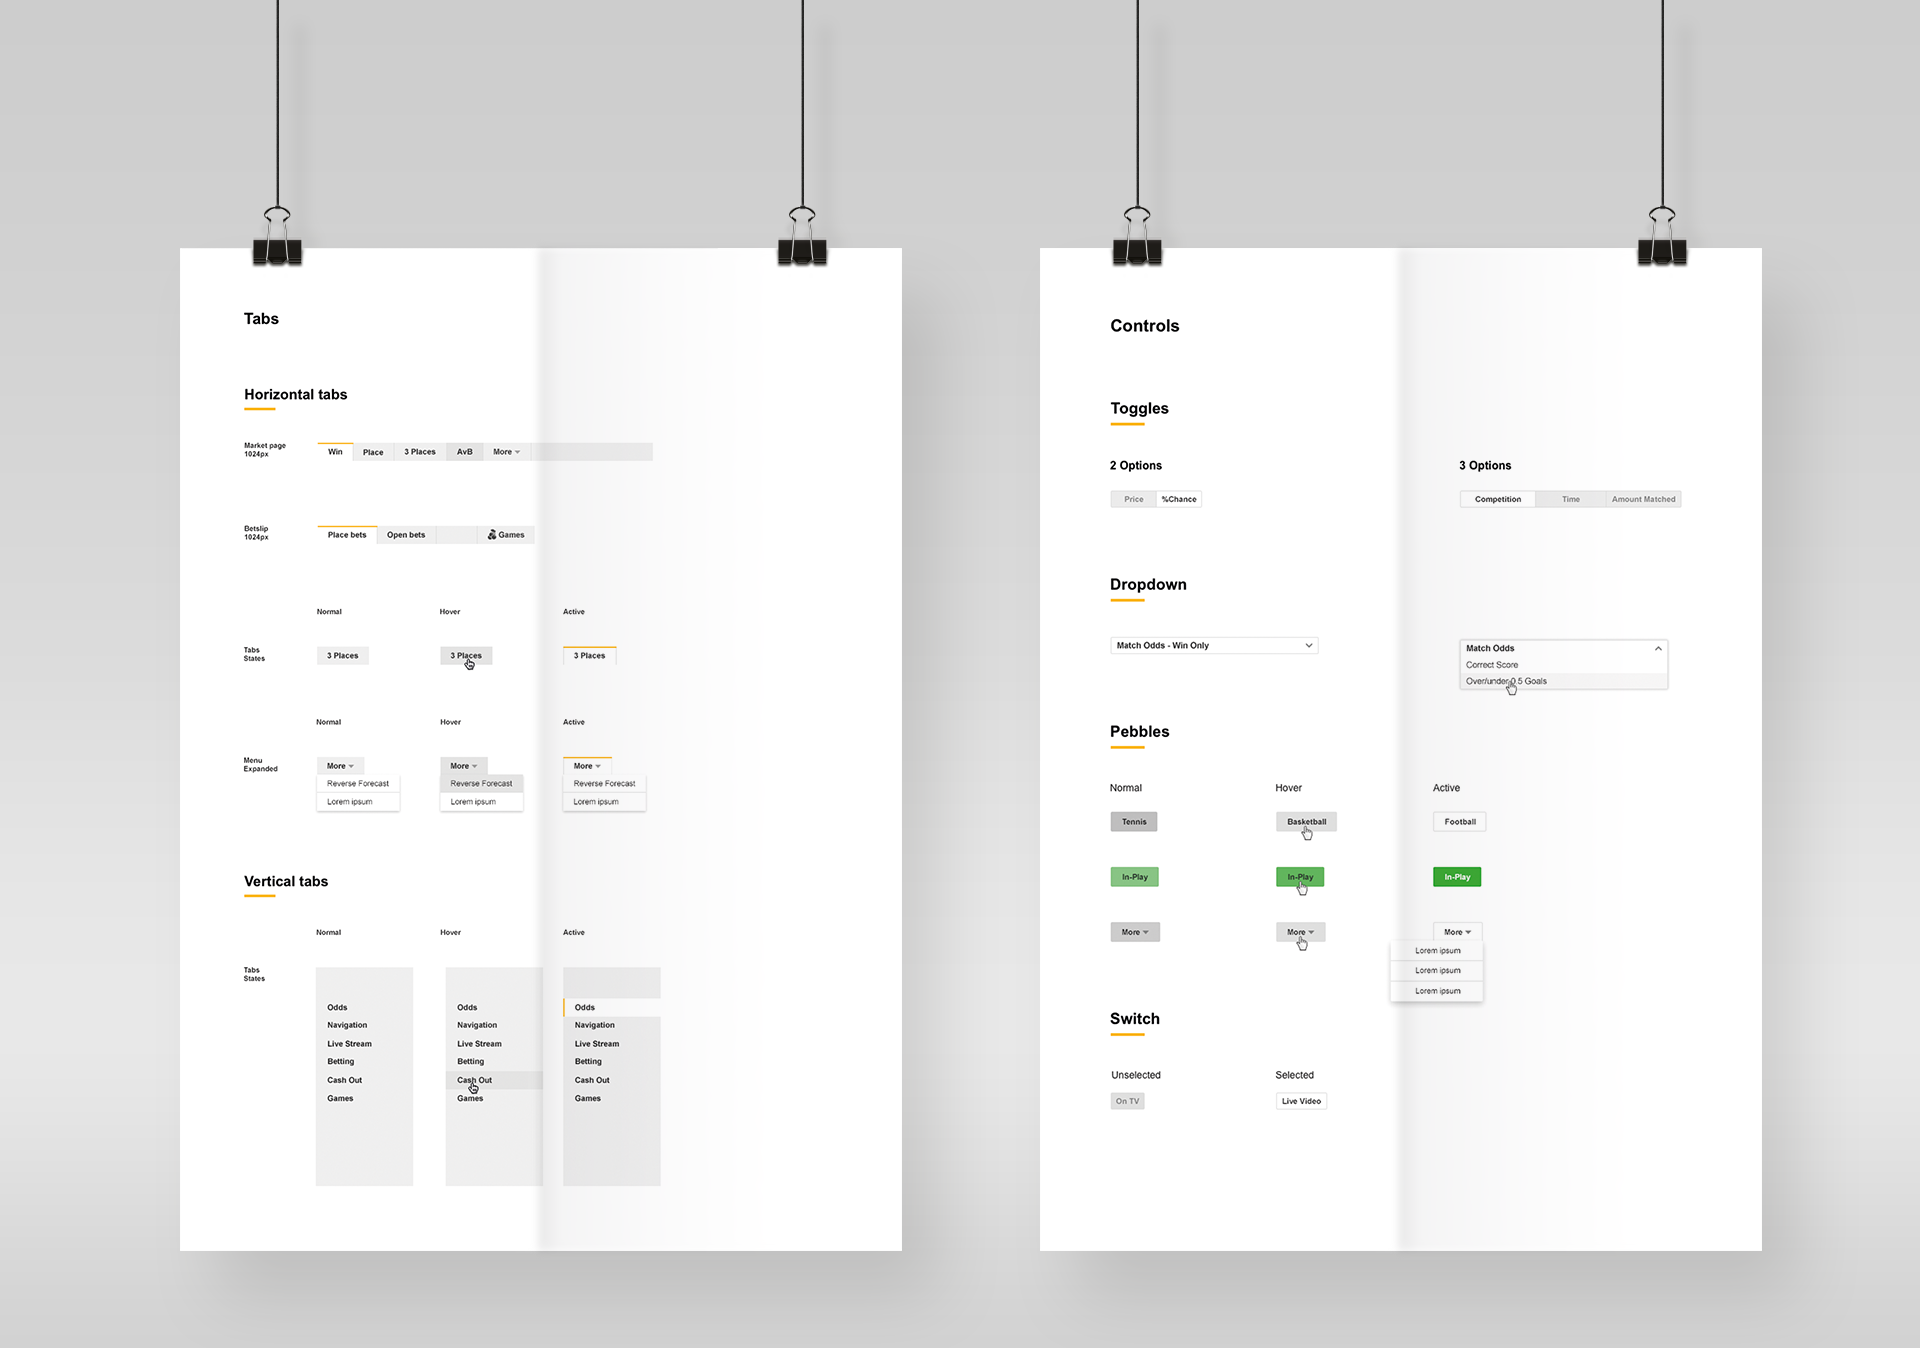 Tabs
Horizontal tabs
Market page
1024px
Win Place 3 Places AvB More
Betslip
1024px
Place bets Open bets Games
Normal Hover Active
Tabs
States
3 Places 3 Places 3 Places
Normal Hover Active
Menu
Expanded
More More More
Reverse Forecast Reverse Forecast Reverse Forecast
Lorem ipsum Lorem ipsum Lorem ipsum
Vertical tabs
Normal Hover Active
Tabs
States
Odds Odds Odds
Navigation Navigation Navigation
Live Stream Live Stream Live Stream
Betting Betting Betting
Cash Out Cash Out Cash Out
Games Games Games
Controls
Toggles
2 Options 3 Options
Price %Chance Competition Time Amount Matched
Dropdown
Match Odds - Win Only
Match Odds
Correct Score
Over/under 0.5 Goals
Pebbles
Normal Hover Active
Tennis Basketball Football
In-Play In-Play In-Play
More More More
Lorem ipsum
Lorem ipsum
Lorem ipsum
Switch
Unselected Selected
On TV Live Video